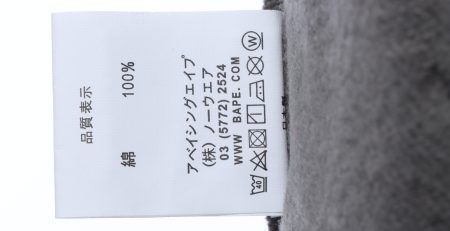 品質表示
綿 100%
アベイシングエイプ
(株) ノーウエア
03 (5772) 2524
WWW BAPE. COM
40
W